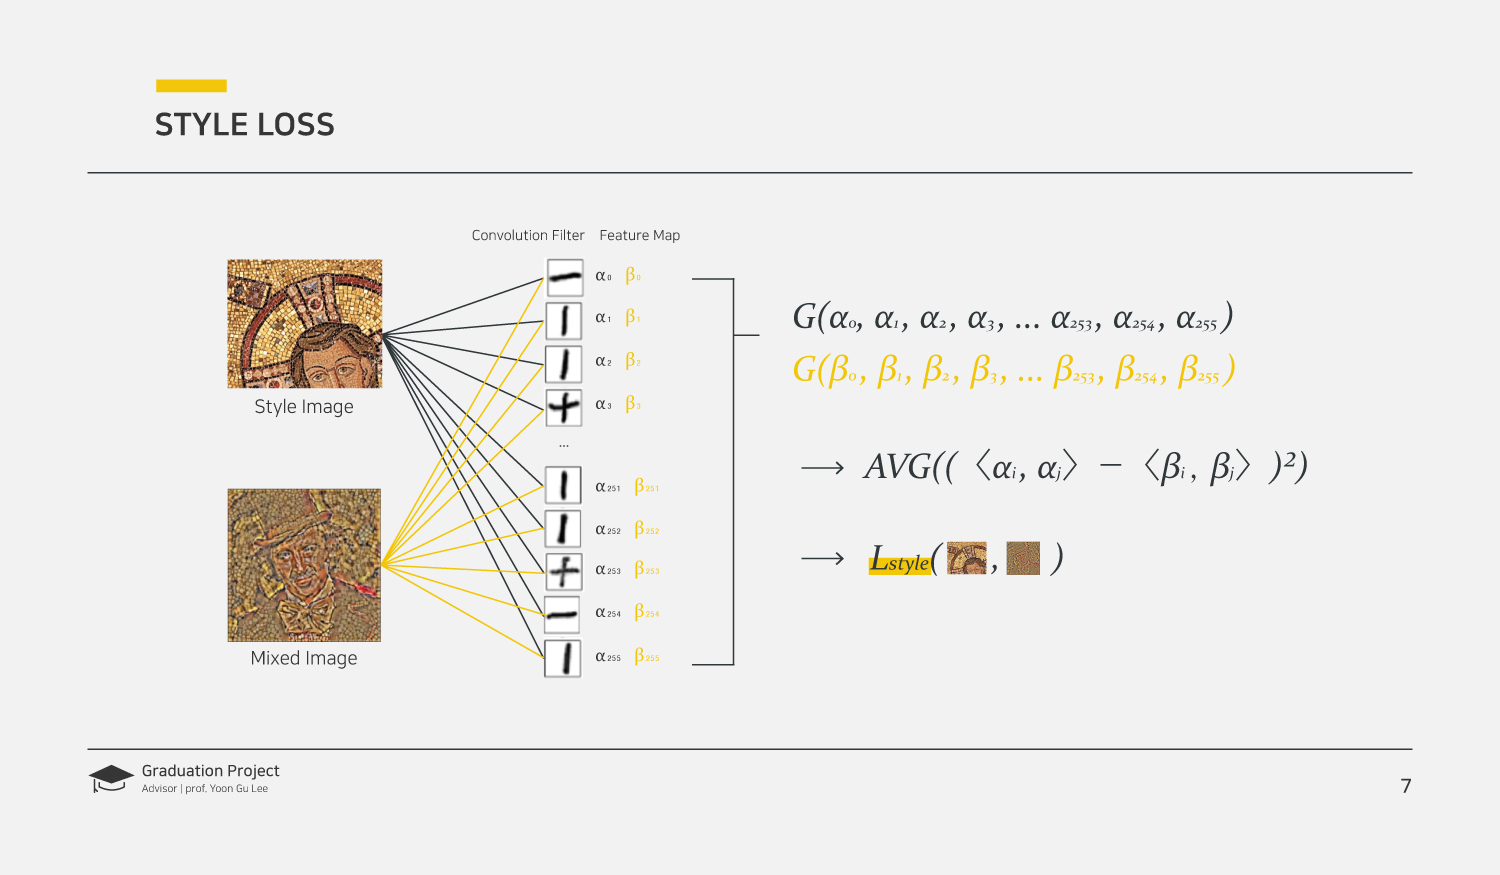 STYLE LOSS
Convolution Filter Feature Map
α0 β0
α1 β1
α2 β2
α3 β3
...
α251 β251
α252 β252
α253 β253
α254 β254
α255 β255
Style Image
Mixed Image
G(α0, α1, α2, α3, ... α253, α254, α255)
G(β0, β1, β2, β3, ... β253, β254, β255)
→ AVG(( 〈αi, αj〉 − 〈βi, βj〉 )²)
→ Lstyle( , )
Graduation Project
Advisor | prof. Yoon Gu Lee
7